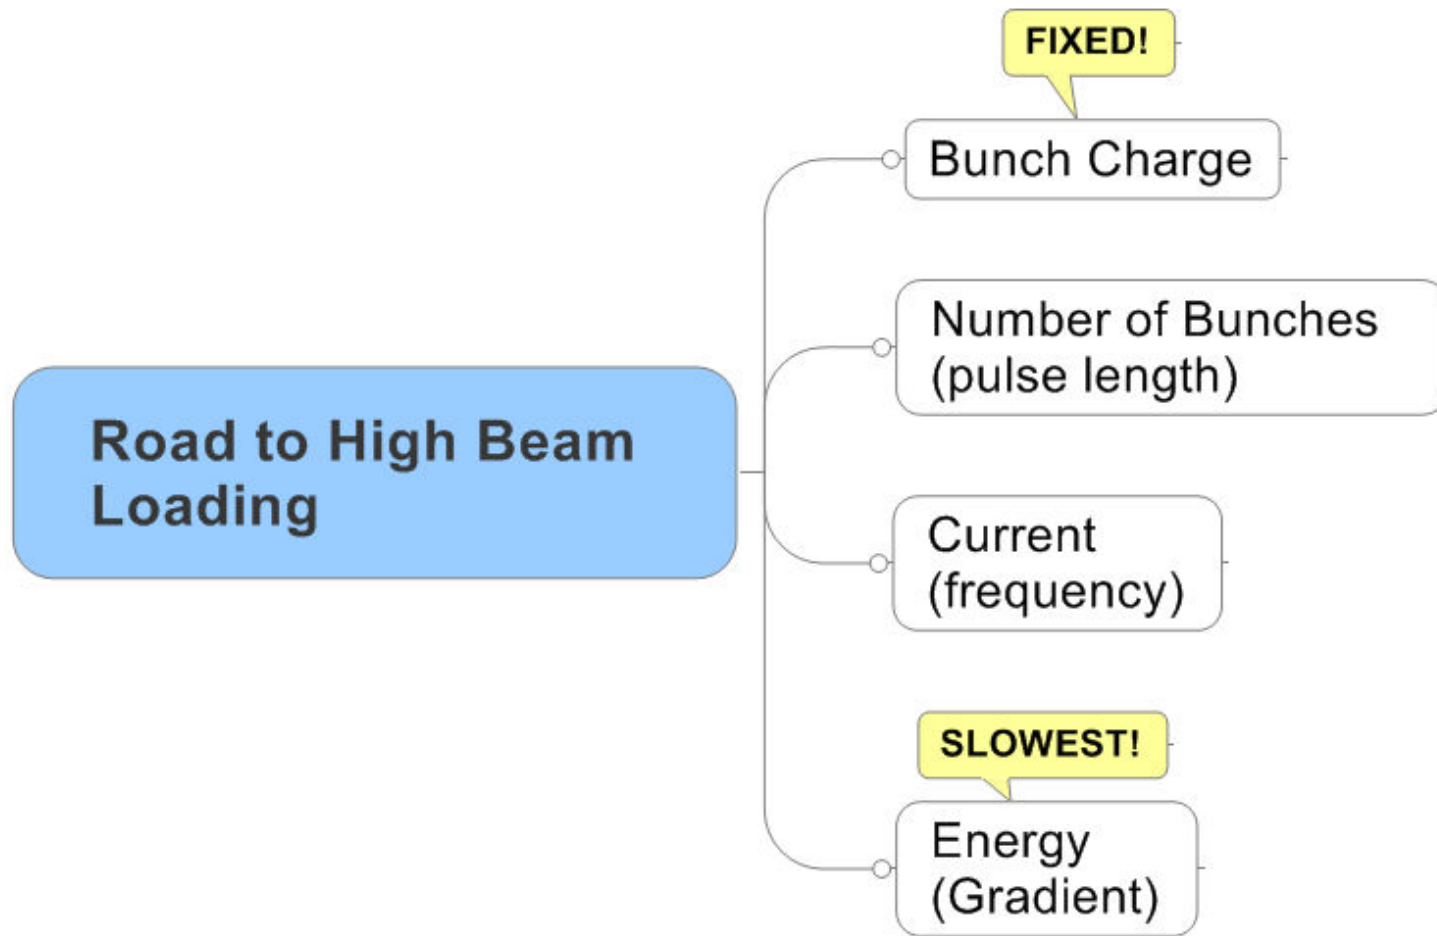 FIXED!
Bunch Charge
Number of Bunches
(pulse length)
Road to High Beam
Loading
Current
(frequency)
SLOWEST!
Energy
(Gradient)